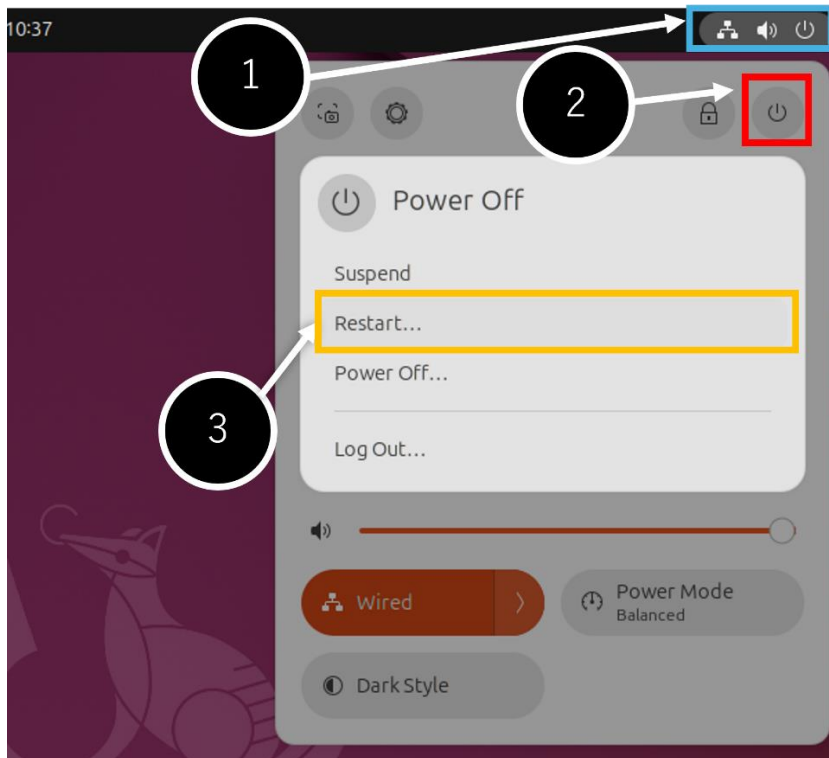 10:37
1
2
Power Off
Suspend
Restart...
Power Off...
3
Log Out...
Wired
Power Mode
Balanced
Dark Style